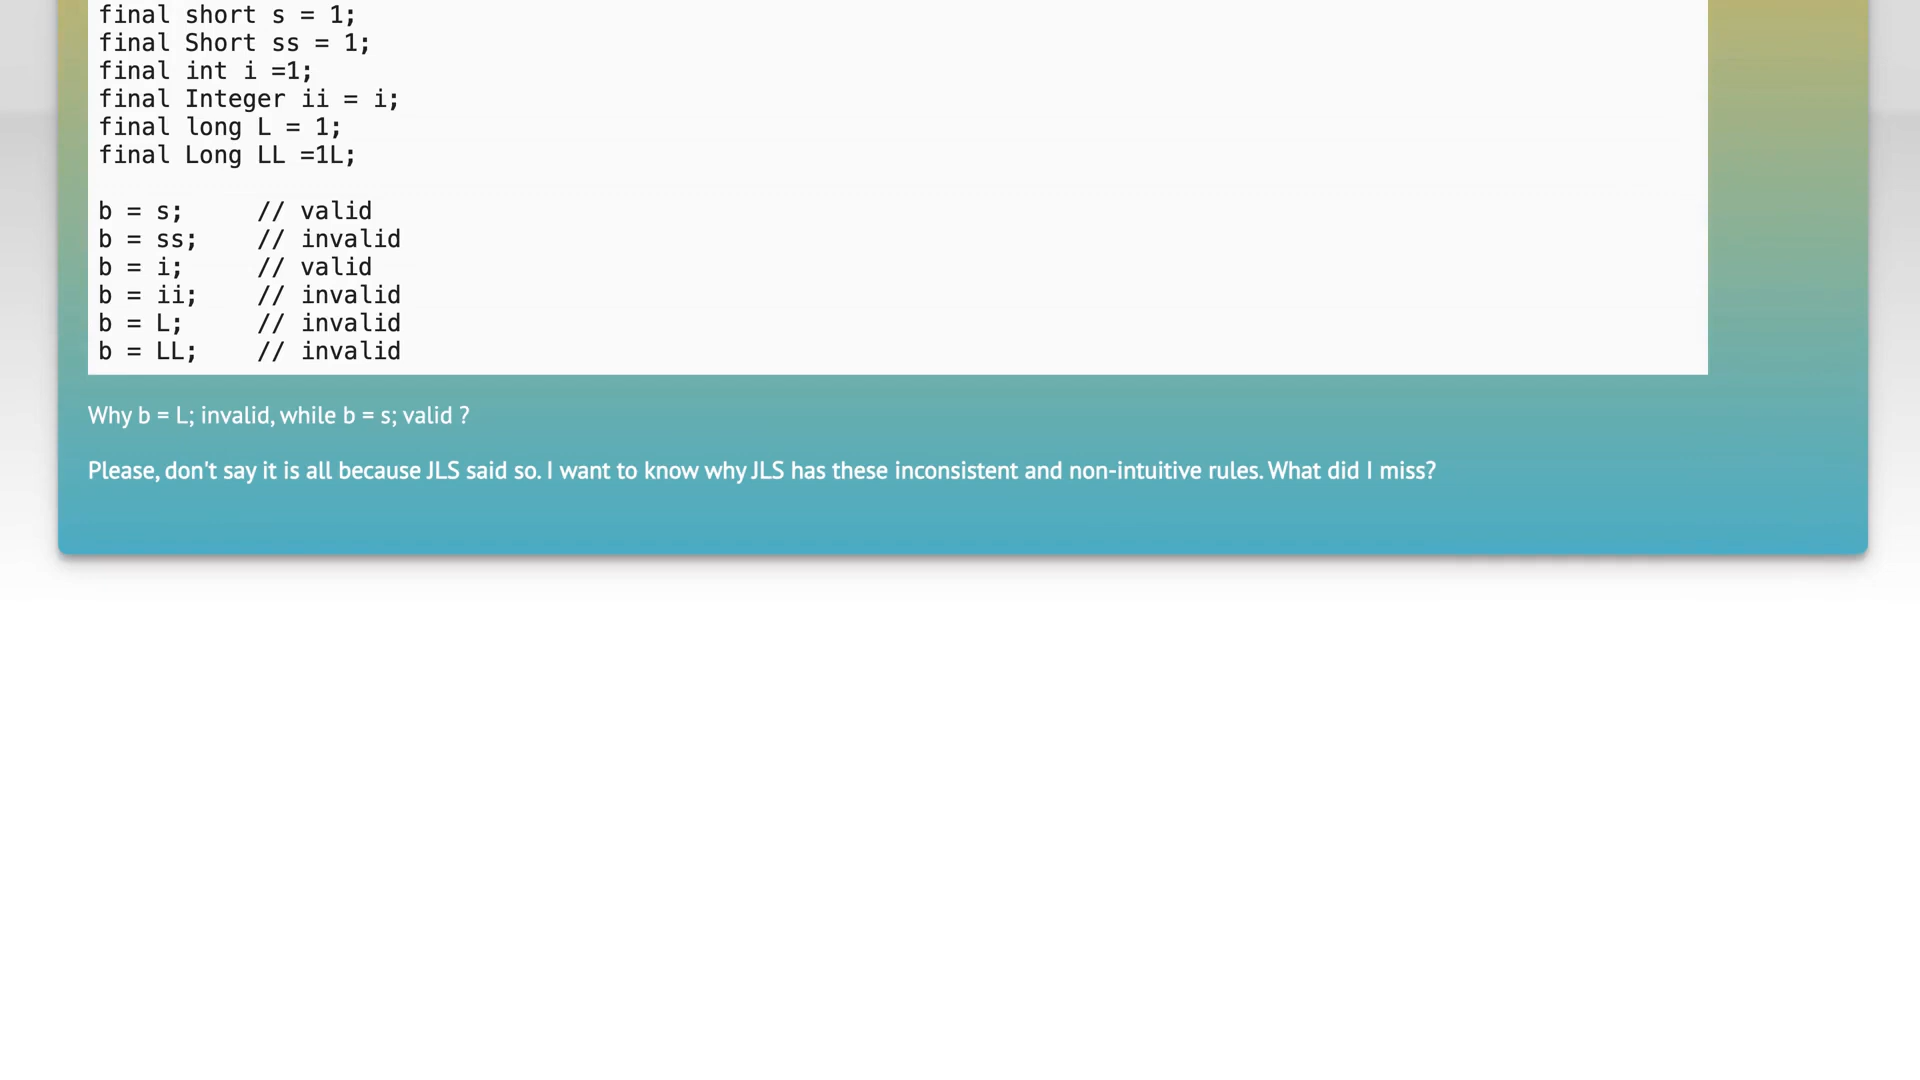 final short s = 1;
final Short ss = 1;
final int i =1;
final Integer ii = i;
final long L = 1;
final Long LL =1L;
b = s;     // valid
b = ss;    // invalid
b = i;     // valid
b = ii;    // invalid
b = L;     // invalid
b = LL;    // invalid
Why b = L; invalid, while b = s; valid ?
Please, don't say it is all because JLS said so. I want to know why JLS has these inconsistent and non-intuitive rules. What did I miss?